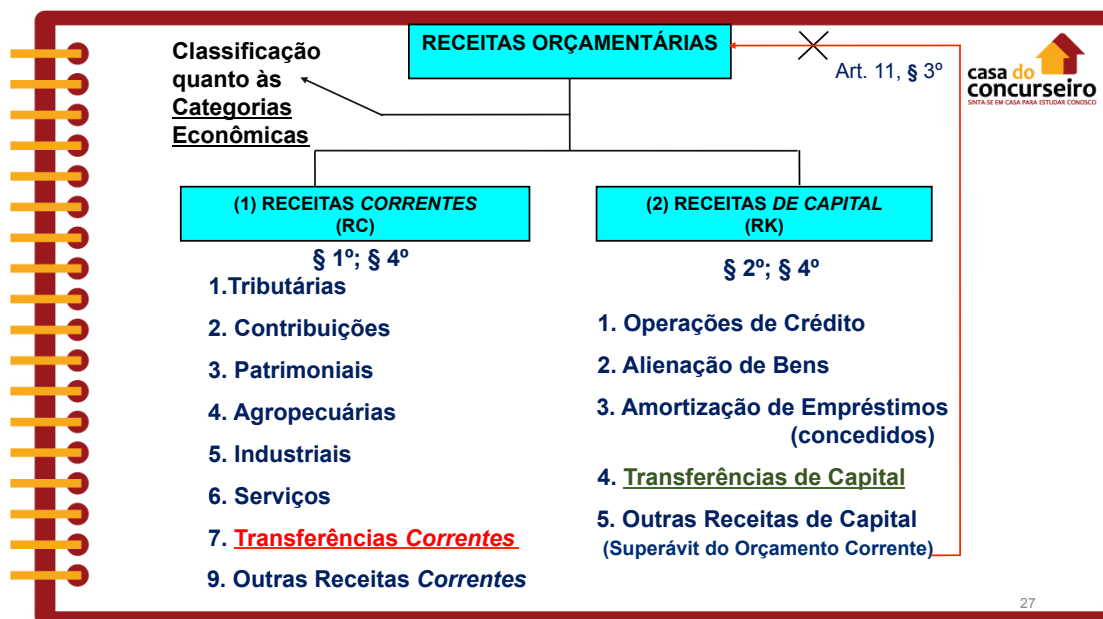 RECEITAS ORÇAMENTÁRIAS
Classificação
quanto às
Categorias
Econômicas
Art. 11, § 3º
casa do
concurseiro
SINTA-SE EM CASA PARA ESTUDAR CONOSCO
(1) RECEITAS CORRENTES
(RC)
§ 1º; § 4º
1.Tributárias
2. Contribuições
3. Patrimoniais
4. Agropecuárias
5. Industriais
6. Serviços
7. Transferências Correntes
9. Outras Receitas Correntes
(2) RECEITAS DE CAPITAL
(RK)
§ 2º; § 4º
1. Operações de Crédito
2. Alienação de Bens
3. Amortização de Empréstimos
(concedidos)
4. Transferências de Capital
5. Outras Receitas de Capital
(Superávit do Orçamento Corrente)
27